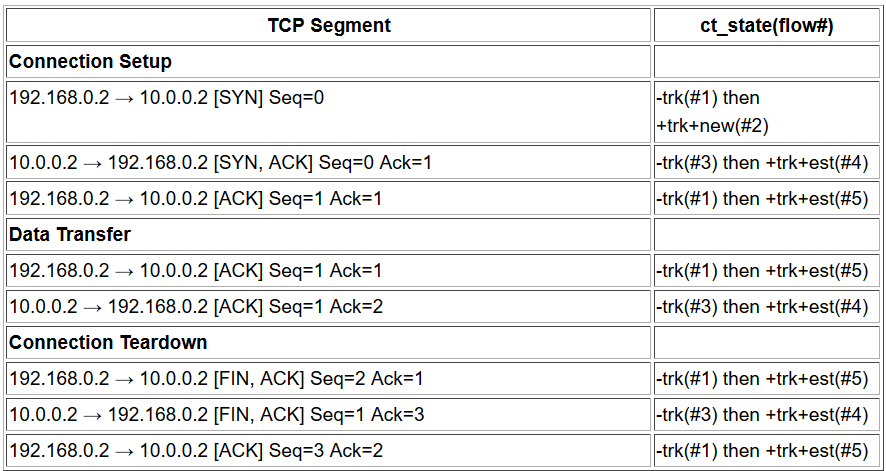 TCP Segment ct_state(flow#)
Connection Setup
192.168.0.2 → 10.0.0.2 [SYN] Seq=0 -trk(#1) then
+trk+new(#2)
10.0.0.2 → 192.168.0.2 [SYN, ACK] Seq=0 Ack=1 -trk(#3) then +trk+est(#4)
192.168.0.2 → 10.0.0.2 [ACK] Seq=1 Ack=1 -trk(#1) then +trk+est(#5)
Data Transfer
192.168.0.2 → 10.0.0.2 [ACK] Seq=1 Ack=1 -trk(#1) then +trk+est(#5)
10.0.0.2 → 192.168.0.2 [ACK] Seq=1 Ack=2 -trk(#3) then +trk+est(#4)
Connection Teardown
192.168.0.2 → 10.0.0.2 [FIN, ACK] Seq=2 Ack=1 -trk(#1) then +trk+est(#5)
10.0.0.2 → 192.168.0.2 [FIN, ACK] Seq=1 Ack=3 -trk(#3) then +trk+est(#4)
192.168.0.2 → 10.0.0.2 [ACK] Seq=3 Ack=2 -trk(#1) then +trk+est(#5)